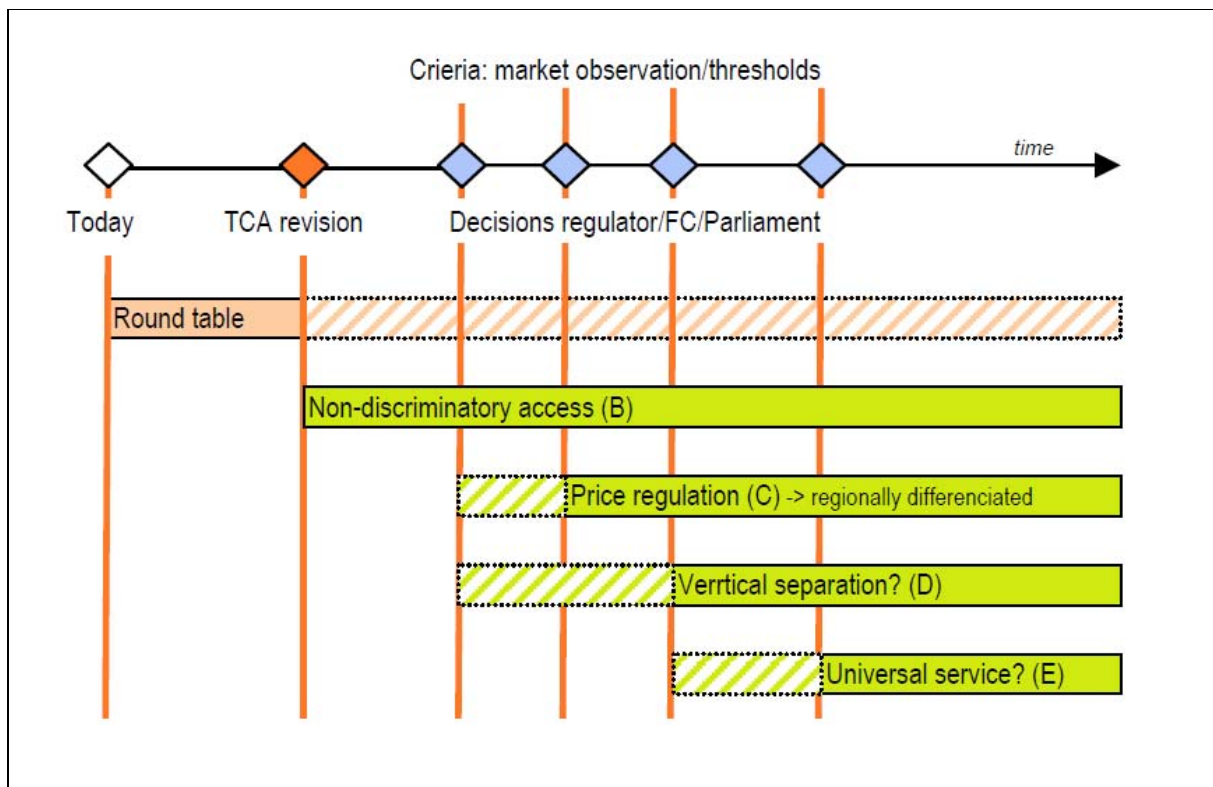 Crieria: market observation/thresholds
time
Today
TCA revision
Decisions regulator/FC/Parliament
Round table
Non-discriminatory access (B)
Price regulation (C) -> regionally differenciated
Verrtical separation? (D)
Universal service? (E)